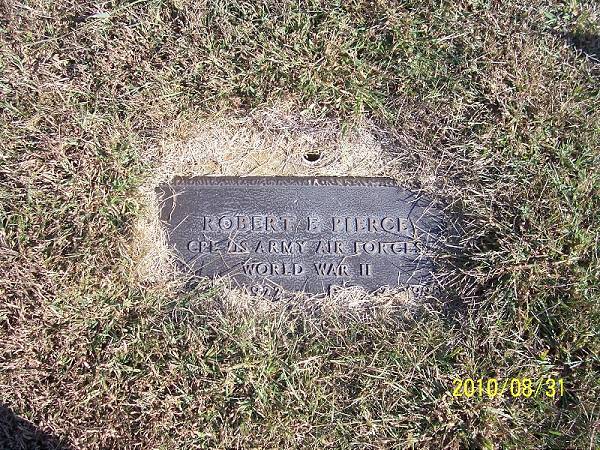 ROBERT E PIERCE
CPL US ARMY AIR FORCES
WORLD WAR II
2010/08/31